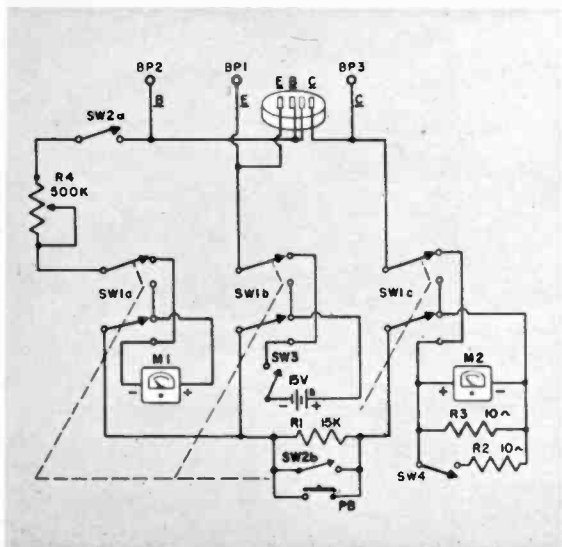 BP2
BP1
BP3
B
E
E B C
C
SW2a
R4
500K
SW1a
SW1b
SW1c
M1
- +
SW3
15V
- B +
M2
+ -
R1 15K
R3 10~
SW2b
R2 10~
SW4
PB